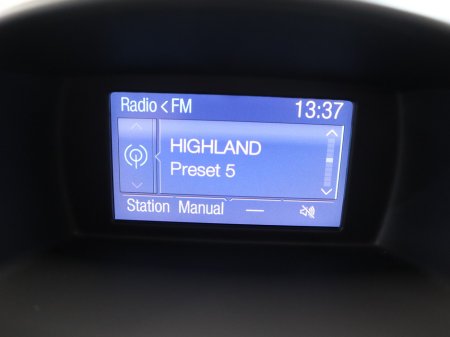 Radio < FM 13:37
HIGHLAND
Preset 5
Station Manual —